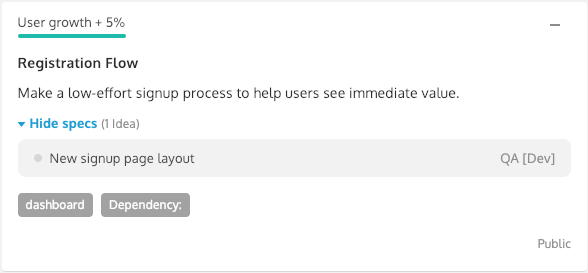 User growth + 5%
Registration Flow
Make a low-effort signup process to help users see immediate value.
Hide specs (1 Idea)
New signup page layout QA [Dev]
dashboard Dependency:
Public